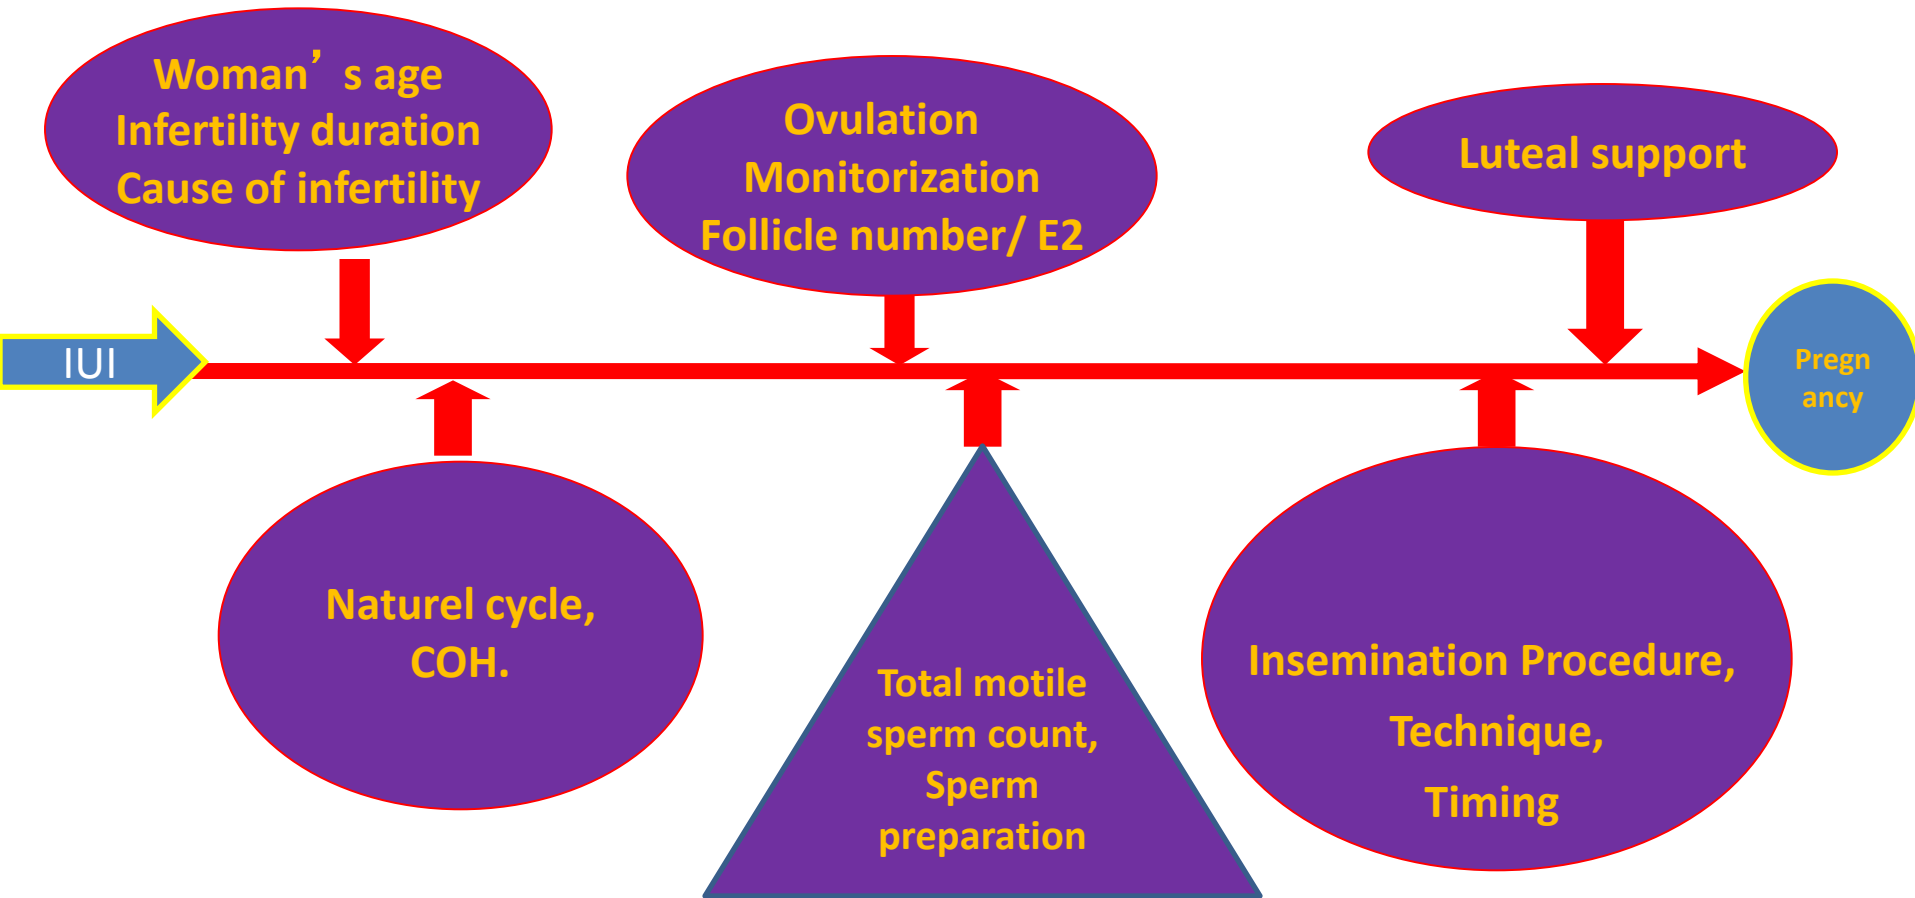 Woman’ s age
Infertility duration
Cause of infertility
Ovulation
Monitorization
Follicle number/ E2
Luteal support
IUI
Pregn
ancy
Naturel cycle,
COH.
Total motile
sperm count,
Sperm
preparation
Insemination Procedure,
Technique,
Timing